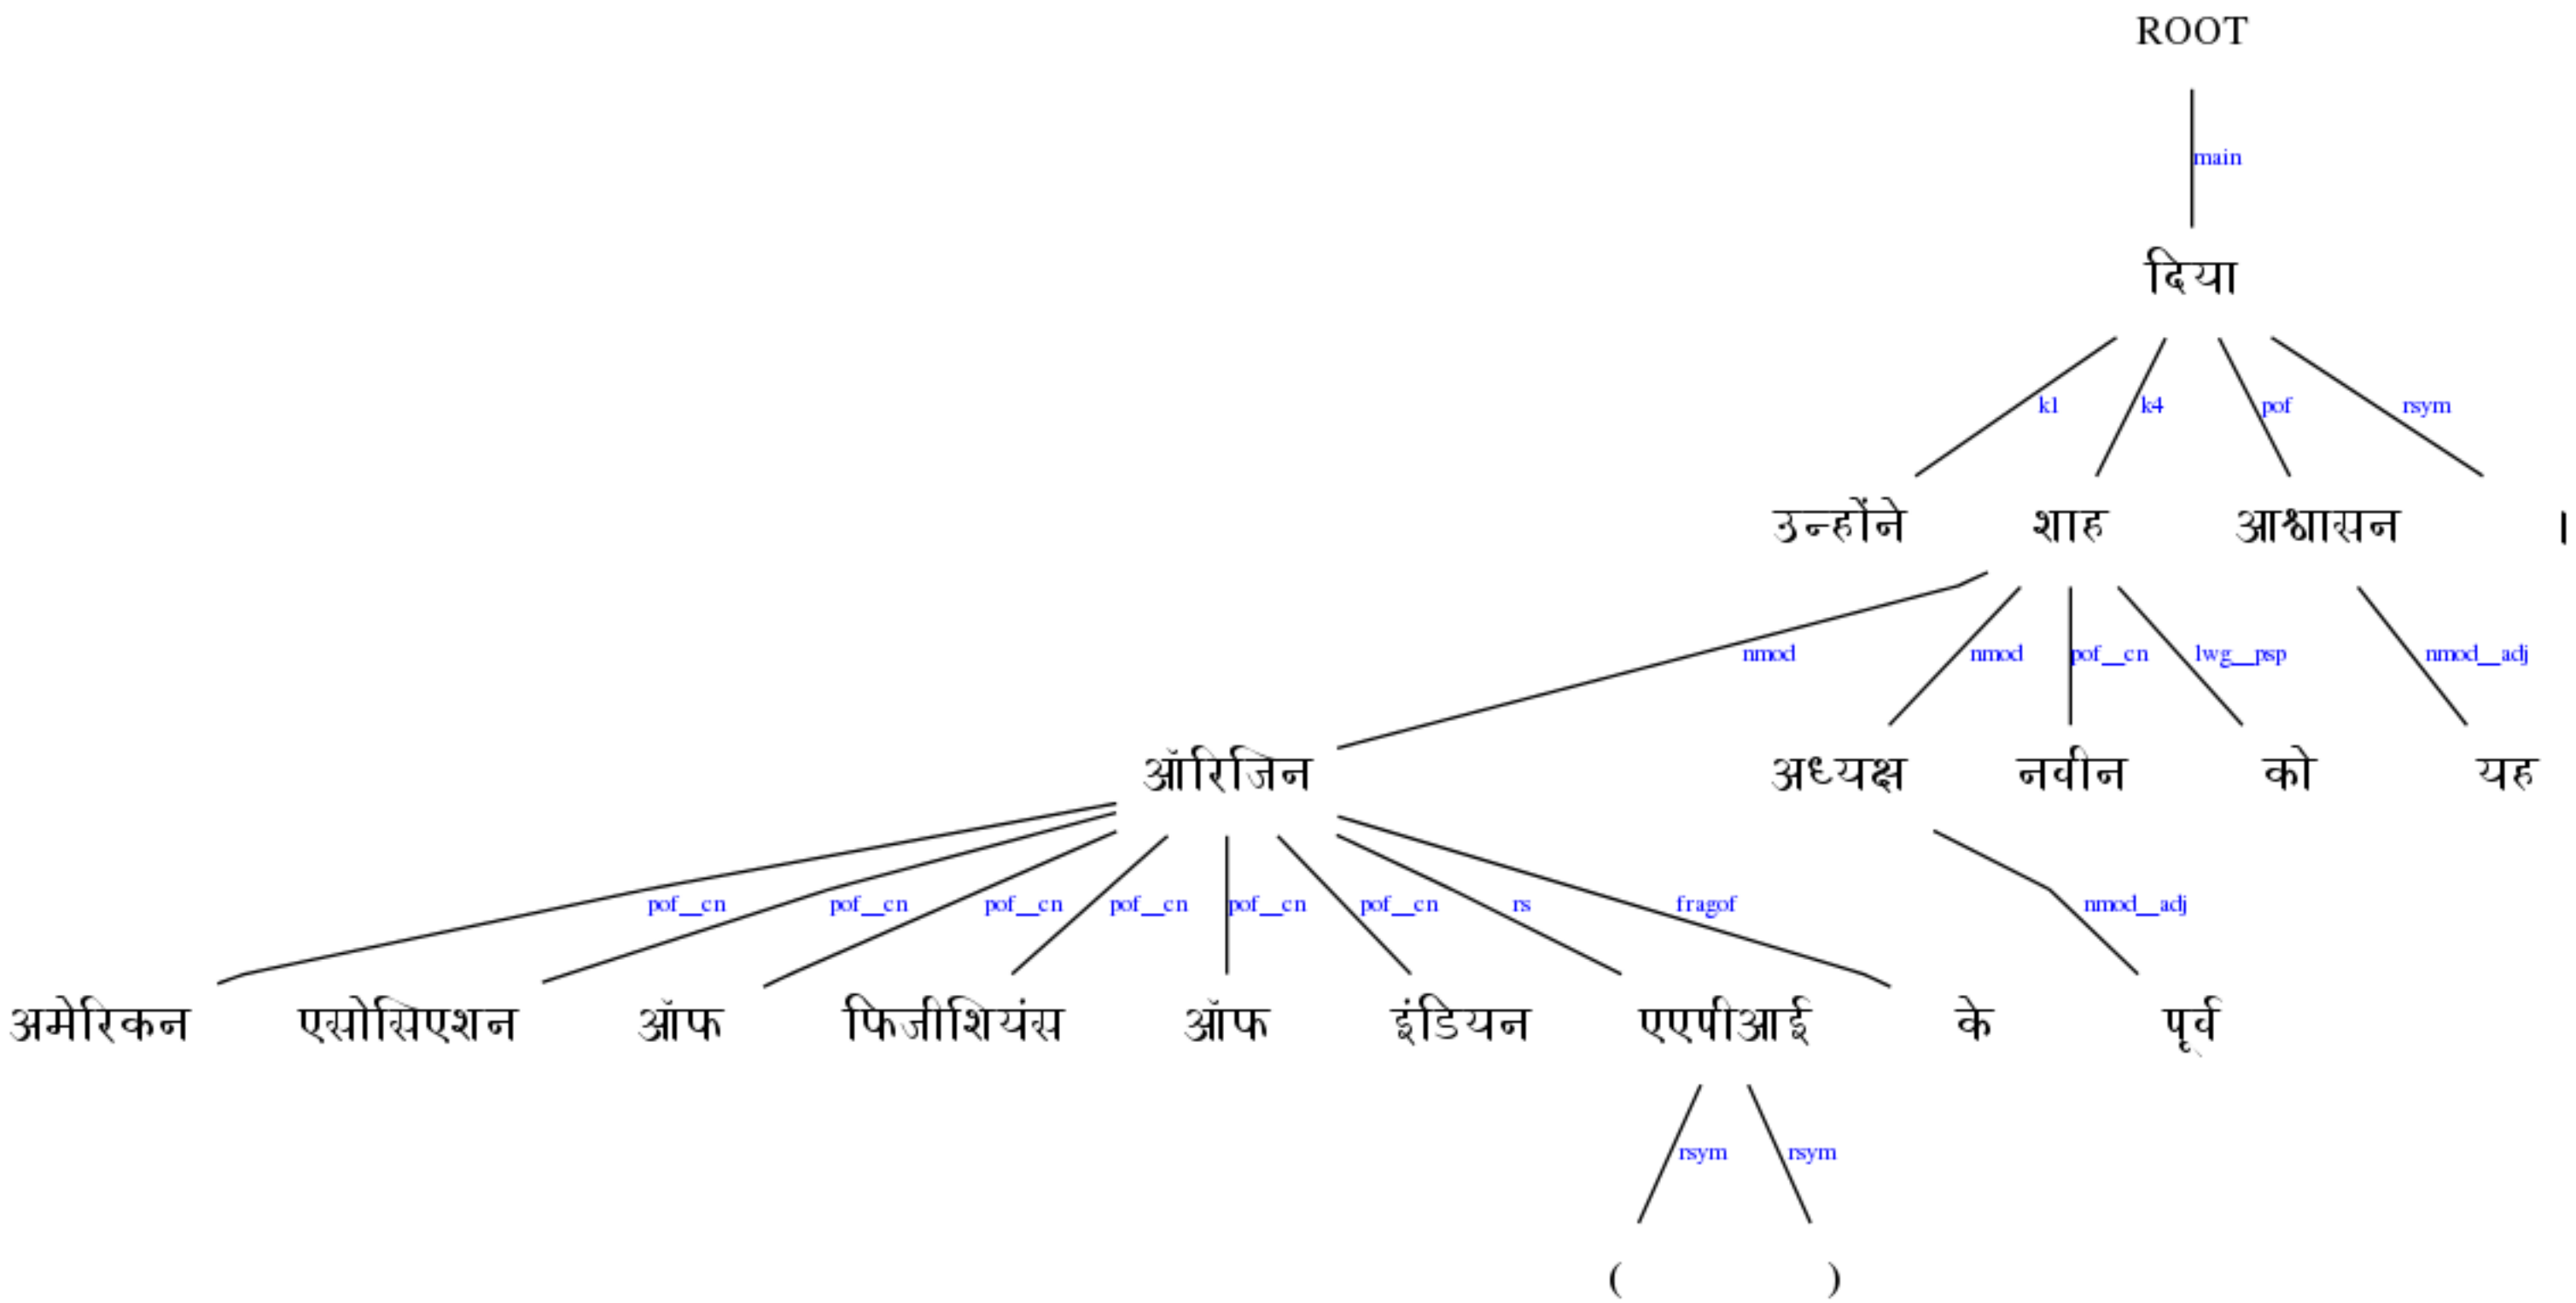 ROOT
main
दिया
k1 k4 pof rsym
उन्होंने शाह आश्वासन ।
nmod nmod pof__cn lwg__psp nmod__adj
ऑरिजिन अध्यक्ष नवीन को यह
pof__cn pof__cn pof__cn pof__cn pof__cn pof__cn rs fragof nmod__adj
अमेरिकन एसोसिएशन ऑफ फिजीशियंस ऑफ इंडियन एएपीआई के पूर्व
rsym rsym
( )